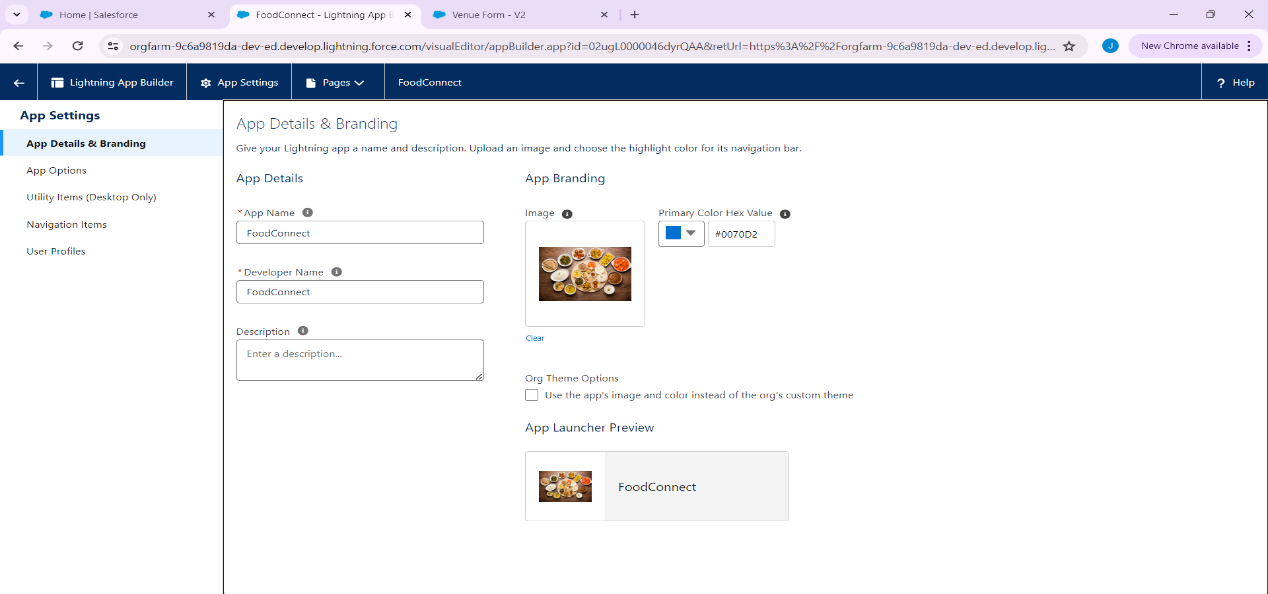 Home | Salesforce
FoodConnect - Lightning App B
Venue Form - V2
orgfarm-9c6a9819da-dev-ed.develop.lightning.force.com/visualEditor/appBuilder.app?id=02ugL0000046dyrQAA&retUrl=https%3A%2F%2Forgfarm-9c6a9819da-dev-ed.develop.lig...
J
New Chrome available
Lightning App Builder
App Settings
Pages
FoodConnect
? Help
App Settings
App Details & Branding
App Options
Utility Items (Desktop Only)
Navigation Items
User Profiles
App Details & Branding
Give your Lightning app a name and description. Upload an image and choose the highlight color for its navigation bar.
App Details
App Branding
* App Name
FoodConnect
* Developer Name
FoodConnect
Description
Enter a description...
Image
Primary Color Hex Value
#0070D2
Clear
Org Theme Options
Use the app's image and color instead of the org's custom theme
App Launcher Preview
FoodConnect